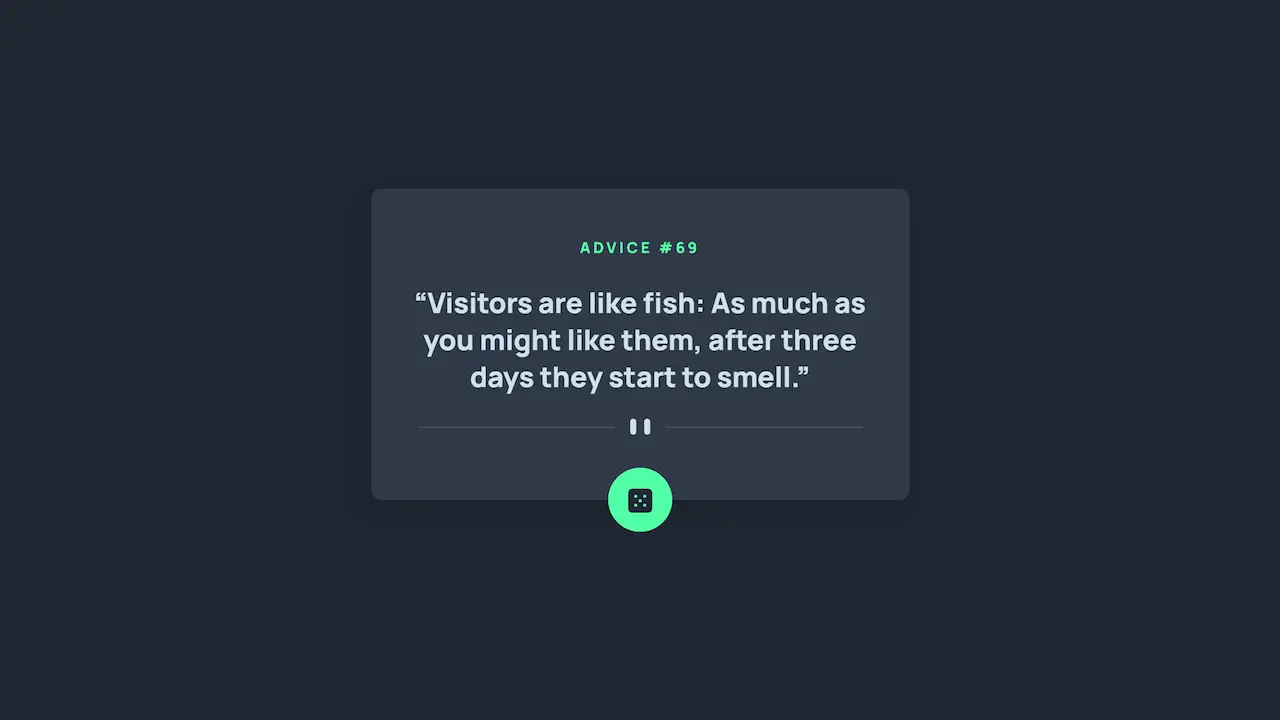 ADVICE #69
“Visitors are like fish: As much as
you might like them, after three
days they start to smell.”